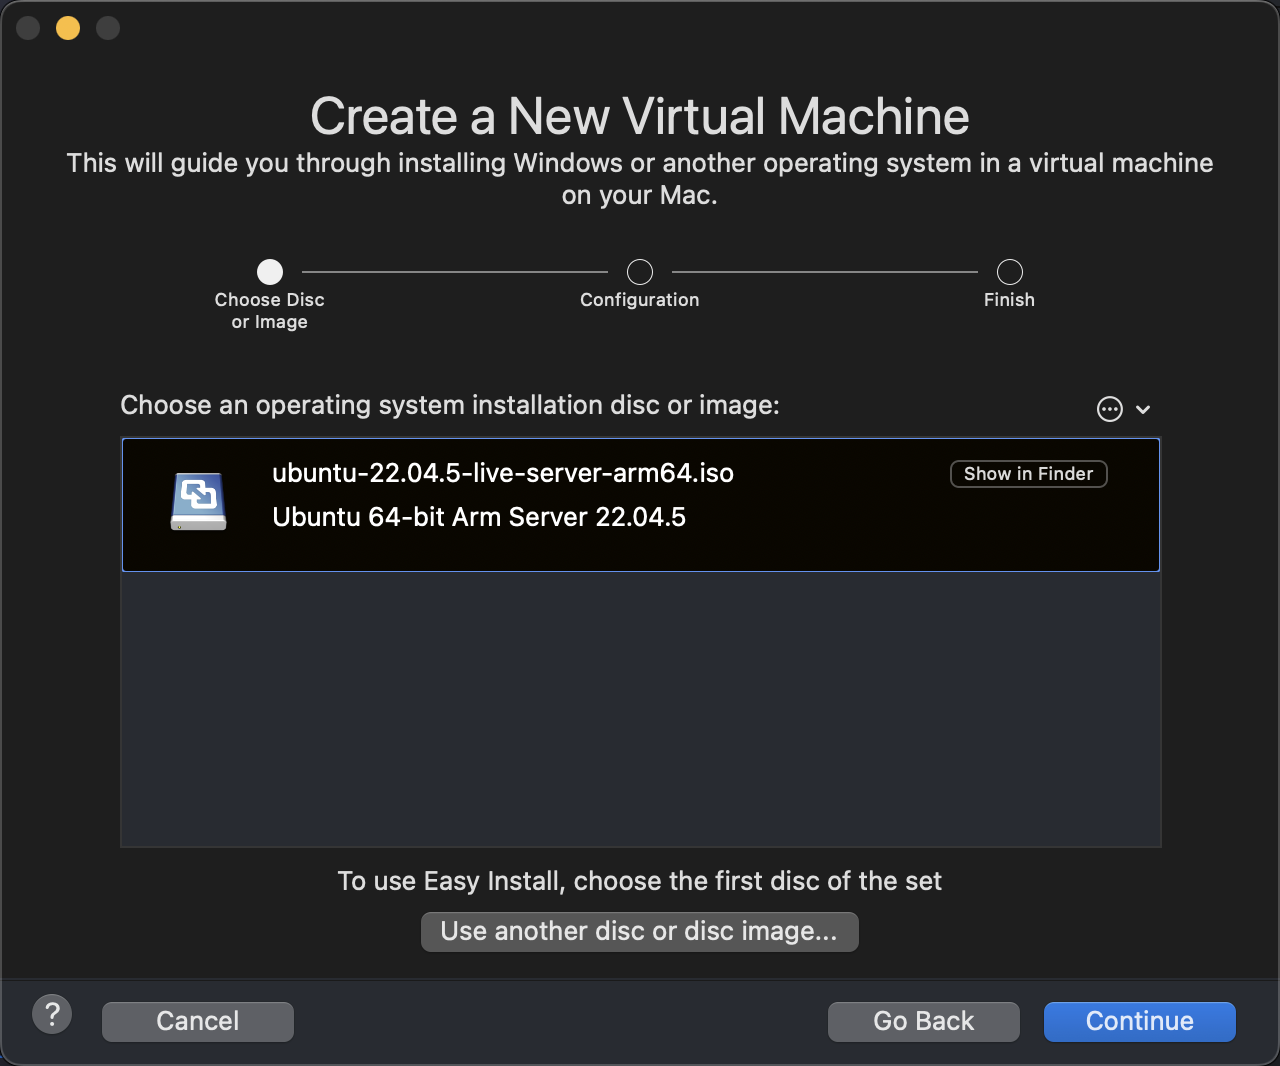 Create a New Virtual Machine
This will guide you through installing Windows or another operating system in a virtual machine
on your Mac.
Choose Disc
or Image
Configuration
Finish
Choose an operating system installation disc or image:
ubuntu-22.04.5-live-server-arm64.iso
Show in Finder
Ubuntu 64-bit Arm Server 22.04.5
To use Easy Install, choose the first disc of the set
Use another disc or disc image...
?
Cancel
Go Back
Continue